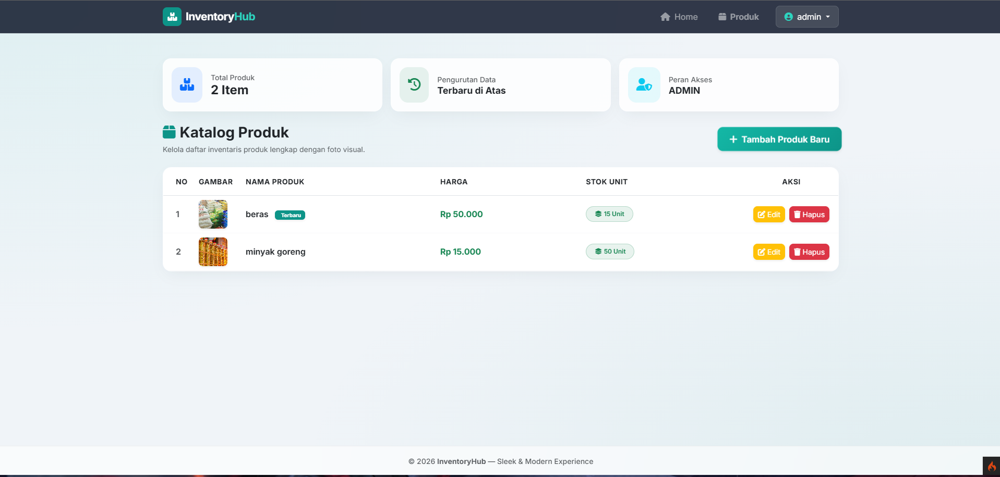 InventoryHub
Home
Produk
admin
Total Produk
2 Item
Pengurutan Data
Terbaru di Atas
Peran Akses
ADMIN
Katalog Produk
Kelola daftar inventaris produk lengkap dengan foto visual.
+ Tambah Produk Baru
NO GAMBAR NAMA PRODUK HARGA STOK UNIT AKSI
1 beras Terbaru Rp 50.000 15 Unit Edit Hapus
2 minyak goreng Rp 15.000 50 Unit Edit Hapus
© 2026 InventoryHub — Sleek & Modern Experience